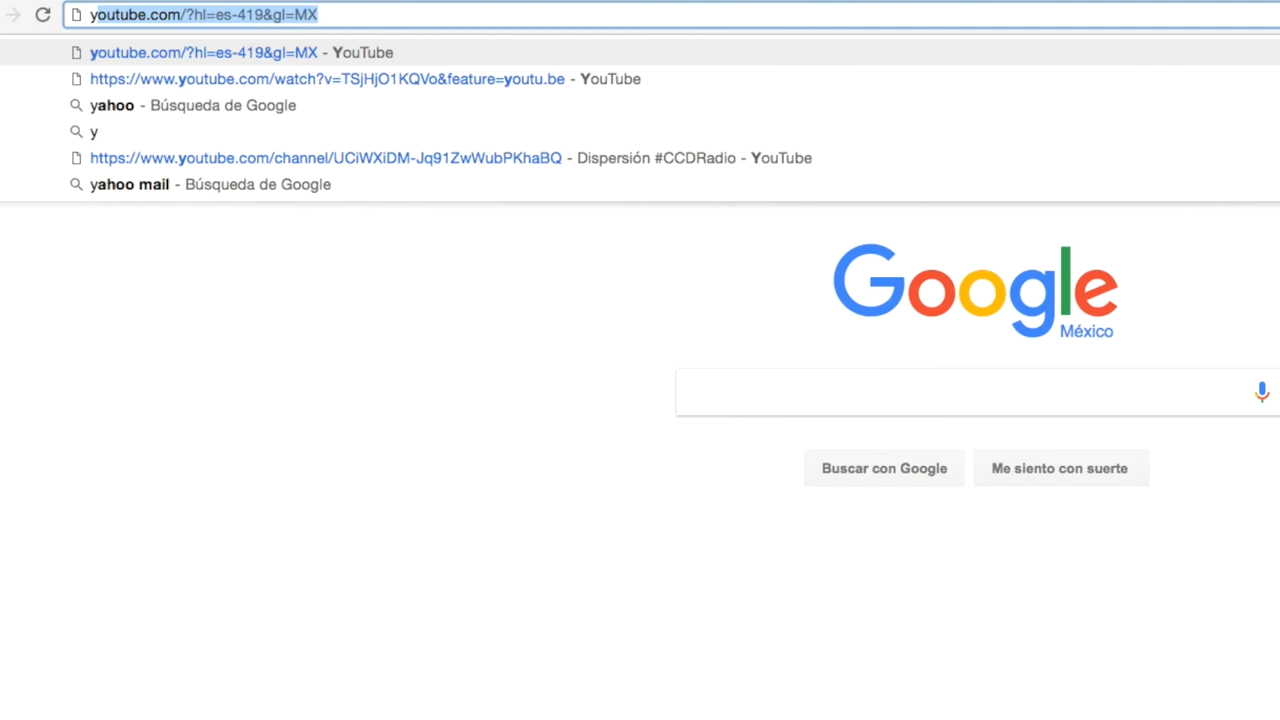 youtube.com/?hl=es-419&gl=MX
youtube.com/?hl=es-419&gl=MX - YouTube
https://www.youtube.com/watch?v=TSjHjO1KQVo&feature=youtu.be - YouTube
yahoo - Búsqueda de Google
y
https://www.youtube.com/channel/UCiWXiDM-Jq91ZwWubPKhaBQ - Dispersión #CCDRadio - YouTube
yahoo mail - Búsqueda de Google
Google
México
Buscar con Google
Me siento con suerte